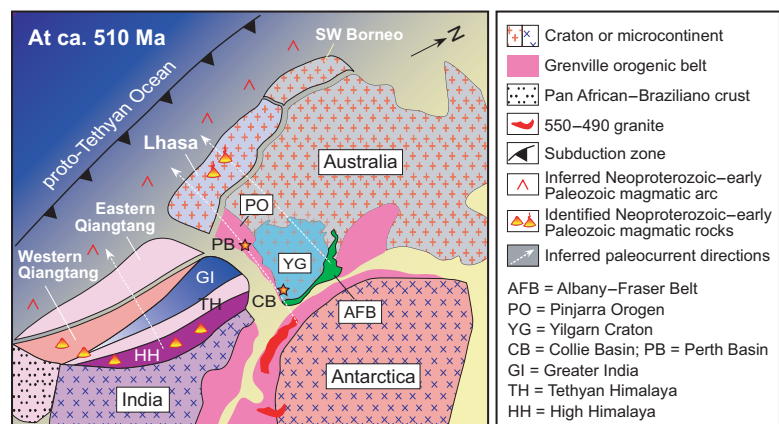 At ca. 510 Ma
SW Borneo
N
proto-Tethyan Ocean
Lhasa
Australia
Eastern
Qiangtang
PO
PB
Western
Qiangtang
YG
GI
CB
TH
AFB
HH
India
Antarctica
Craton or microcontinent
Grenville orogenic belt
Pan African–Braziliano crust
550-490 granite
Subduction zone
Inferred Neoproterozoic–early
Paleozoic magmatic arc
Identified Neoproterozoic–early
Paleozoic magmatic rocks
Inferred paleocurrent directions
AFB = Albany–Fraser Belt
PO = Pinjarra Orogen
YG = Yilgarn Craton
CB = Collie Basin; PB = Perth Basin
GI = Greater India
TH = Tethyan Himalaya
HH = High Himalaya